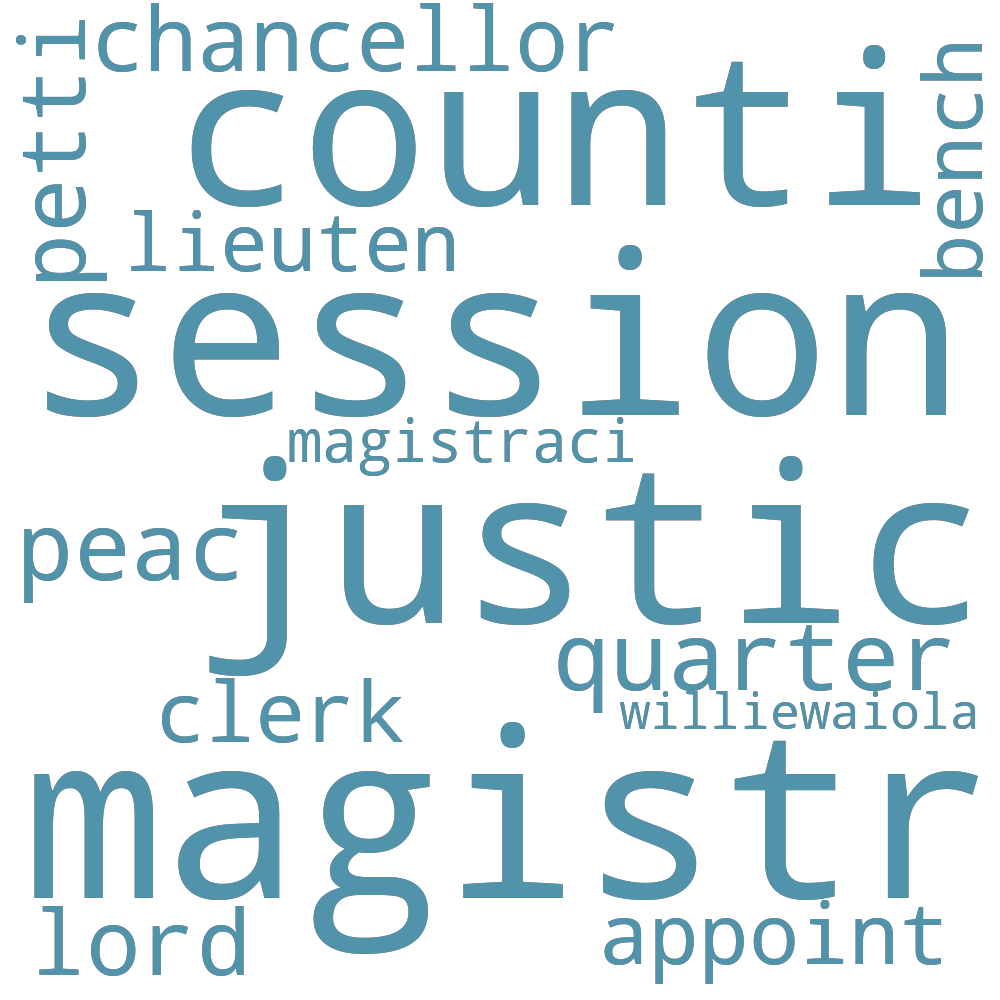 chancellor
petti
counti
bench
lieuten
session
magistraci
justic
peac
quarter
clerk
williewaiola
magistr
lord
appoint